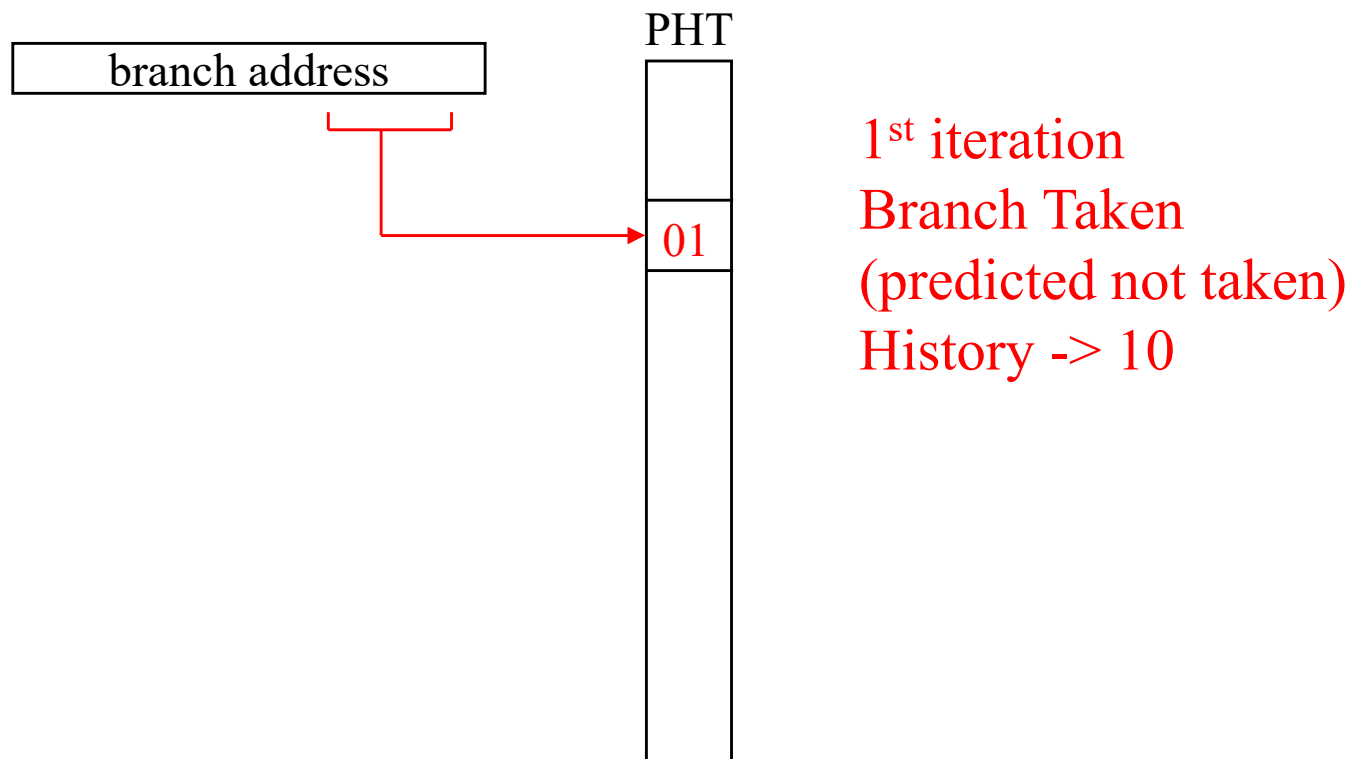 PHT
branch address
01
1st iteration
Branch Taken
(predicted not taken)
History -> 10